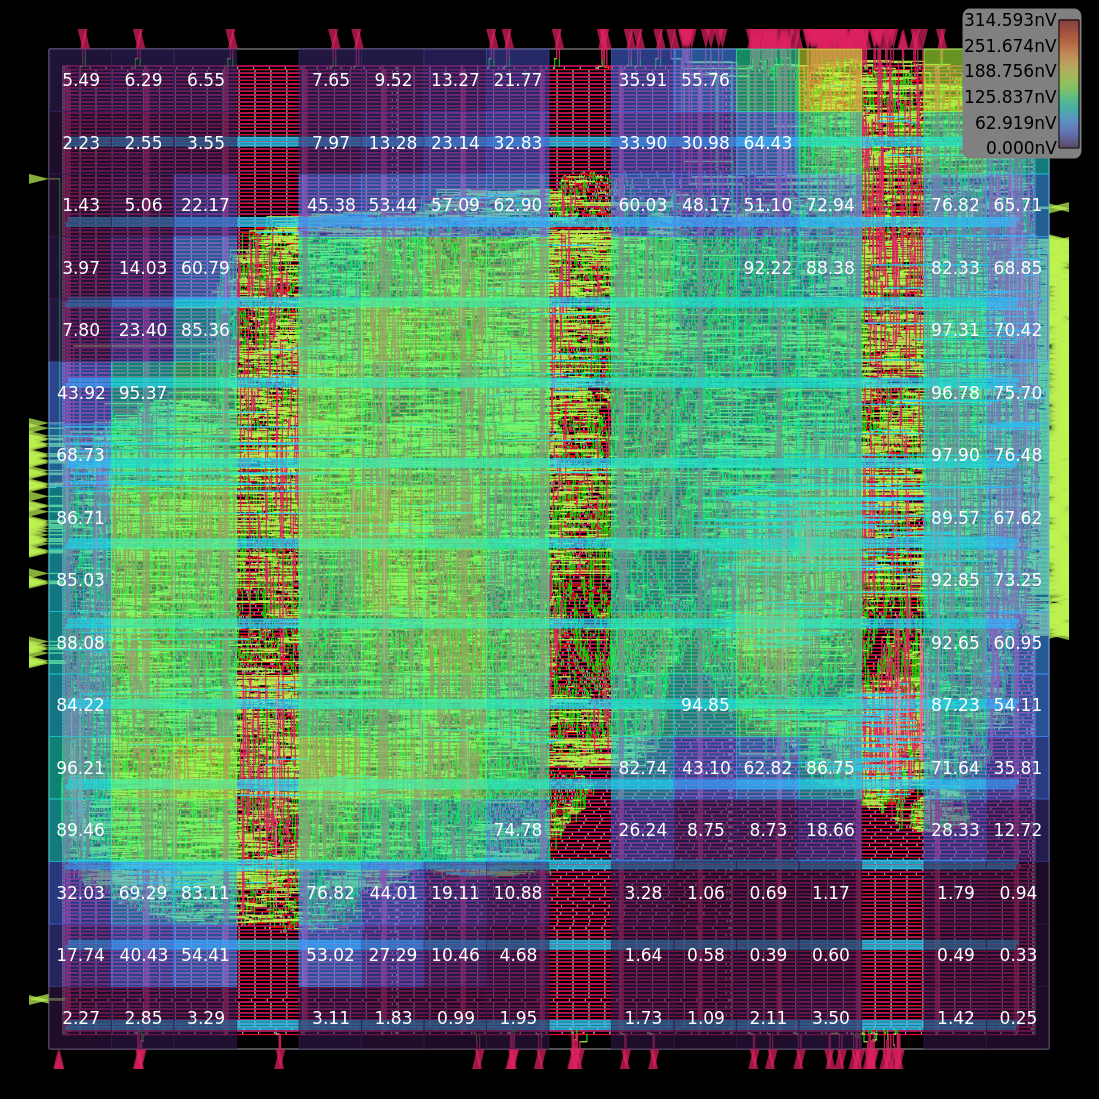 314.593nV
251.674nV
188.756nV
125.837nV
62.919nV
0.000nV
5.49 6.29 6.55 7.65 9.52 13.27 21.77 35.91 55.76
2.23 2.55 3.55 7.97 13.28 23.14 32.83 33.90 30.98 64.43
1.43 5.06 22.17 45.38 53.44 57.09 62.90 60.03 48.17 51.10 72.94 76.82 65.71
3.97 14.03 60.79 92.22 88.38 82.33 68.85
7.80 23.40 85.36 97.31 70.42
43.92 95.37 96.78 75.70
68.73 97.90 76.48
86.71 89.57 67.62
85.03 92.85 73.25
88.08 92.65 60.95
84.22 94.85 87.23 54.11
96.21 82.74 43.10 62.82 86.75 71.64 35.81
89.46 74.78 26.24 8.75 8.73 18.66 28.33 12.72
32.03 69.29 83.11 76.82 44.01 19.11 10.88 3.28 1.06 0.69 1.17 1.79 0.94
17.74 40.43 54.41 53.02 27.29 10.46 4.68 1.64 0.58 0.39 0.60 0.49 0.33
2.27 2.85 3.29 3.11 1.83 0.99 1.95 1.73 1.09 2.11 3.50 1.42 0.25